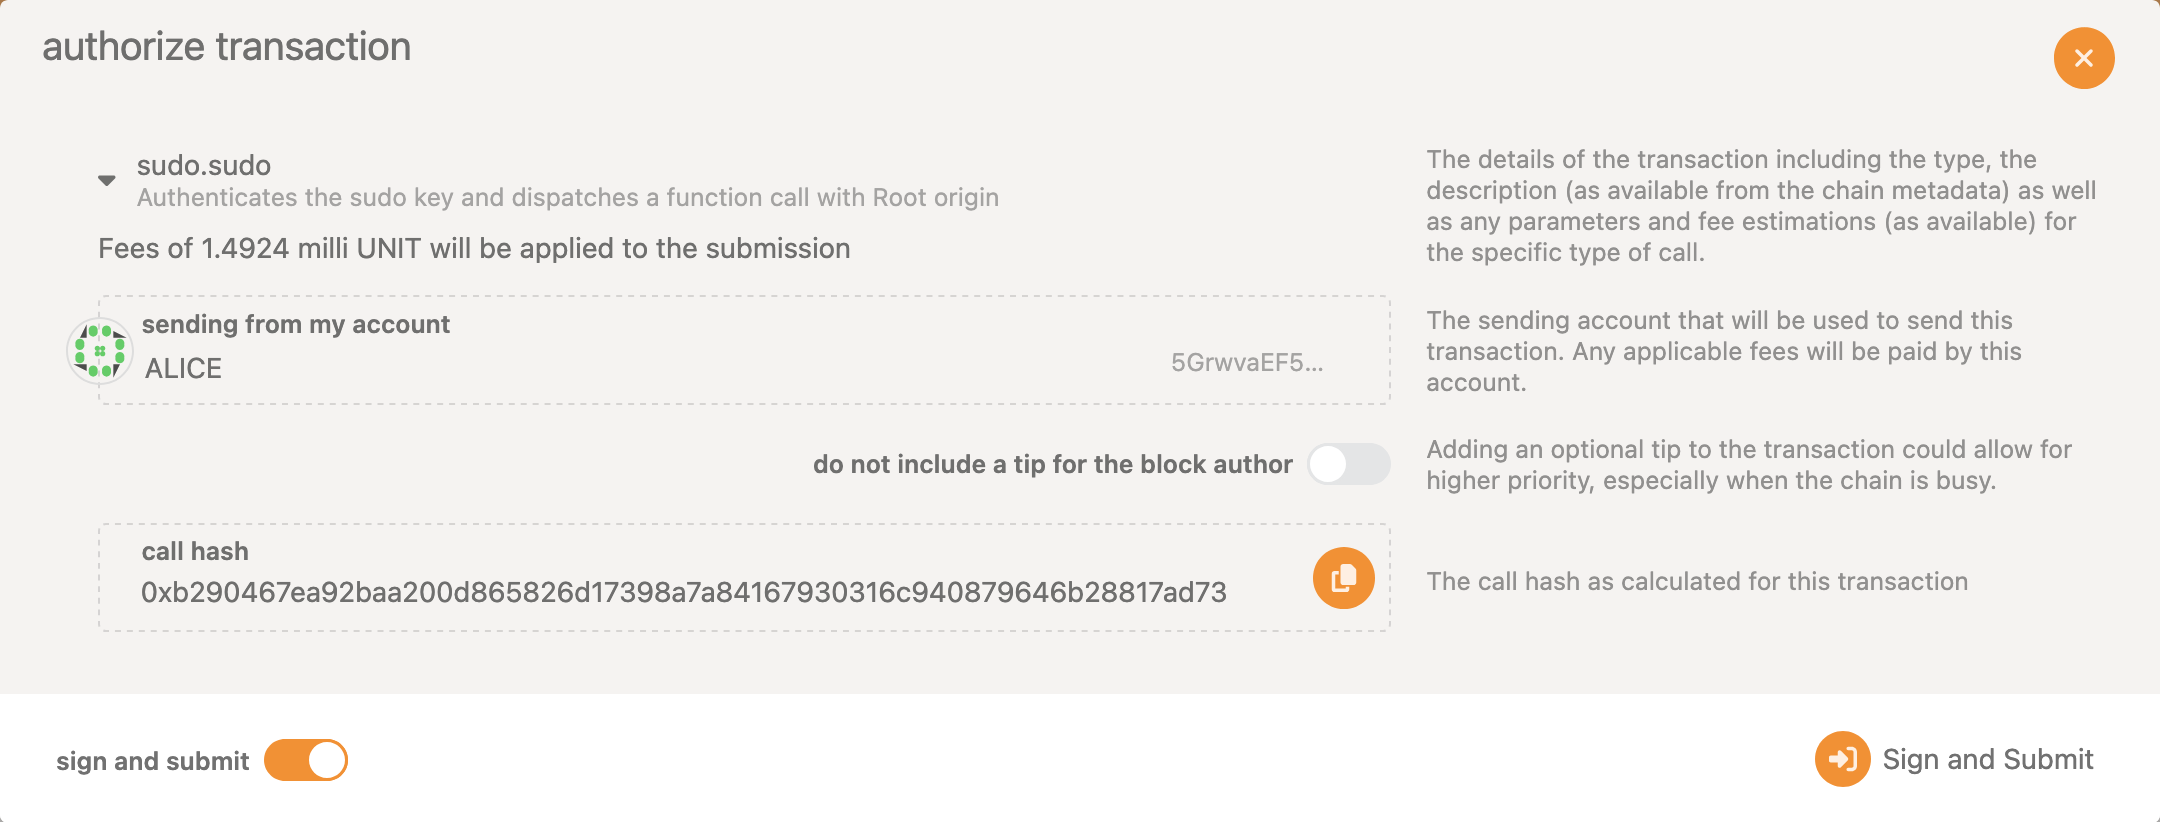 authorize transaction
sudo.sudo
Authenticates the sudo key and dispatches a function call with Root origin
Fees of 1.4924 milli UNIT will be applied to the submission
The details of the transaction including the type, the
description (as available from the chain metadata) as well
as any parameters and fee estimations (as available) for
the specific type of call.
sending from my account
ALICE
5GrwvaEF5...
The sending account that will be used to send this
transaction. Any applicable fees will be paid by this
account.
do not include a tip for the block author
Adding an optional tip to the transaction could allow for
higher priority, especially when the chain is busy.
call hash
0xb290467ea92baa200d865826d17398a7a84167930316c940879646b28817ad73
The call hash as calculated for this transaction
sign and submit
Sign and Submit